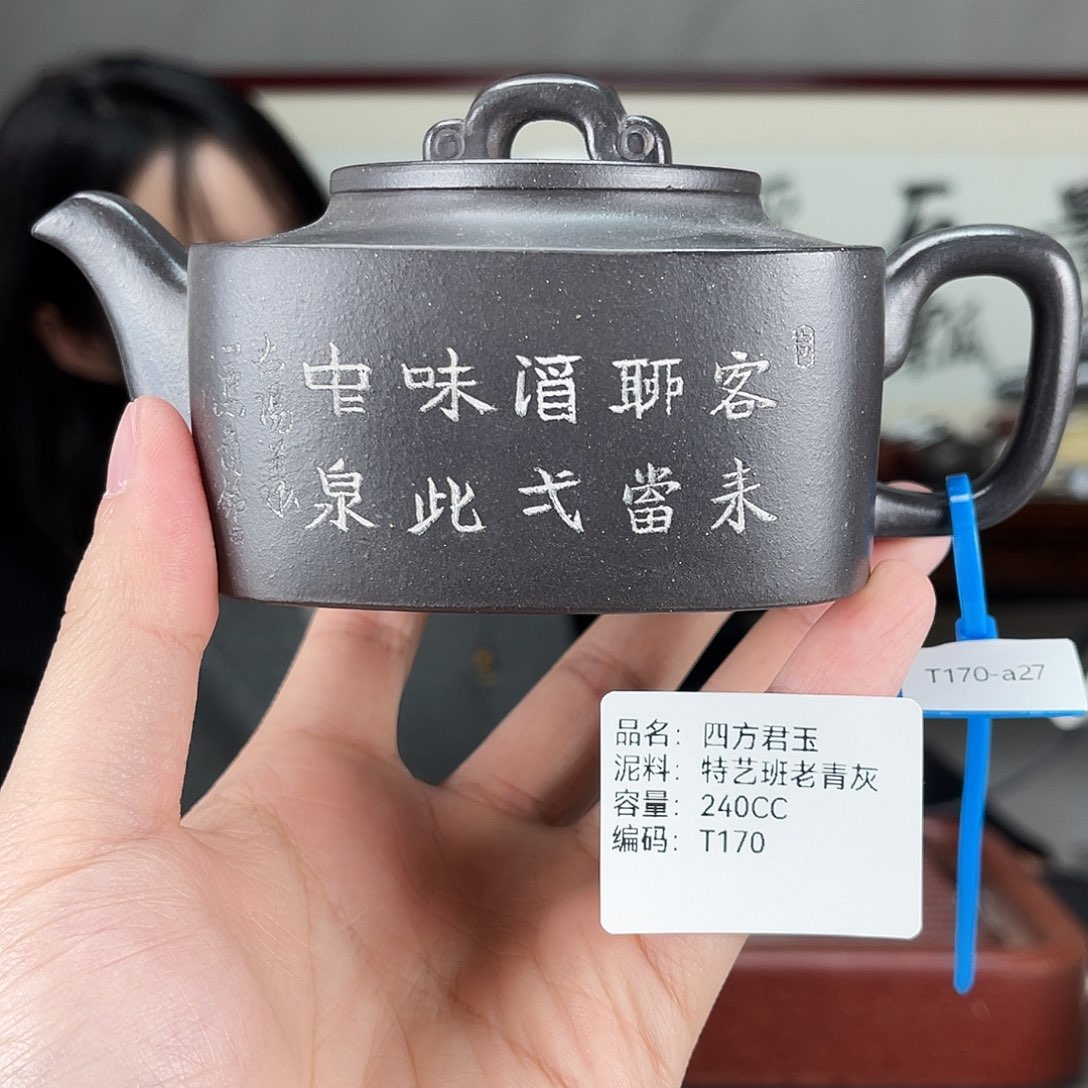 客来
聊當
酒弌
味此
中泉
T170-a27
品名：四方君玉
泥料：特艺班老青灰
容量：240CC
编码：T170